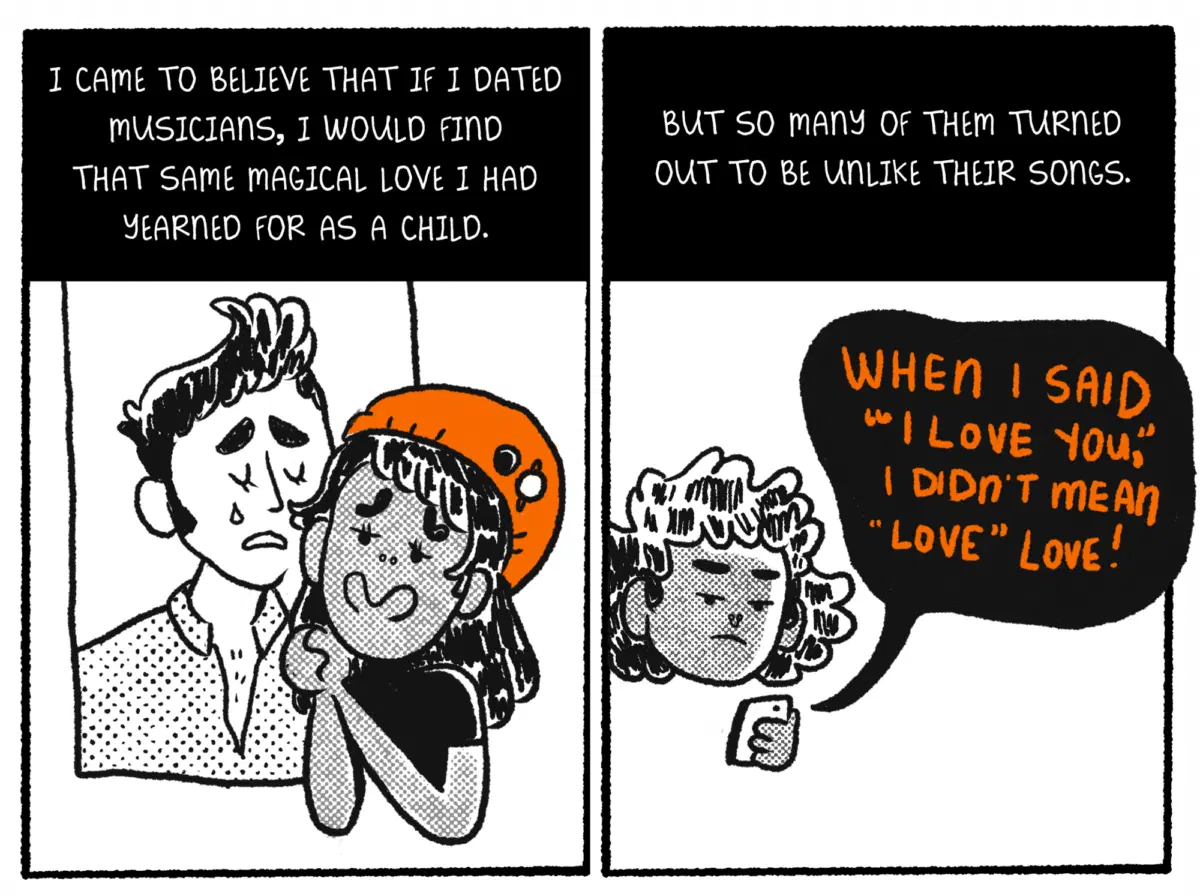 I CAME TO BELIEVE THAT IF I DATED
MUSICIANS, I WOULD FIND
THAT SAME MAGICAL LOVE I HAD
YEARNED FOR AS A CHILD.
BUT SO MANY OF THEM TURNED
OUT TO BE UNLIKE THEIR SONGS.
WHEN I SAID
"I LOVE YOU,"
I DIDN'T MEAN
"LOVE" LOVE!